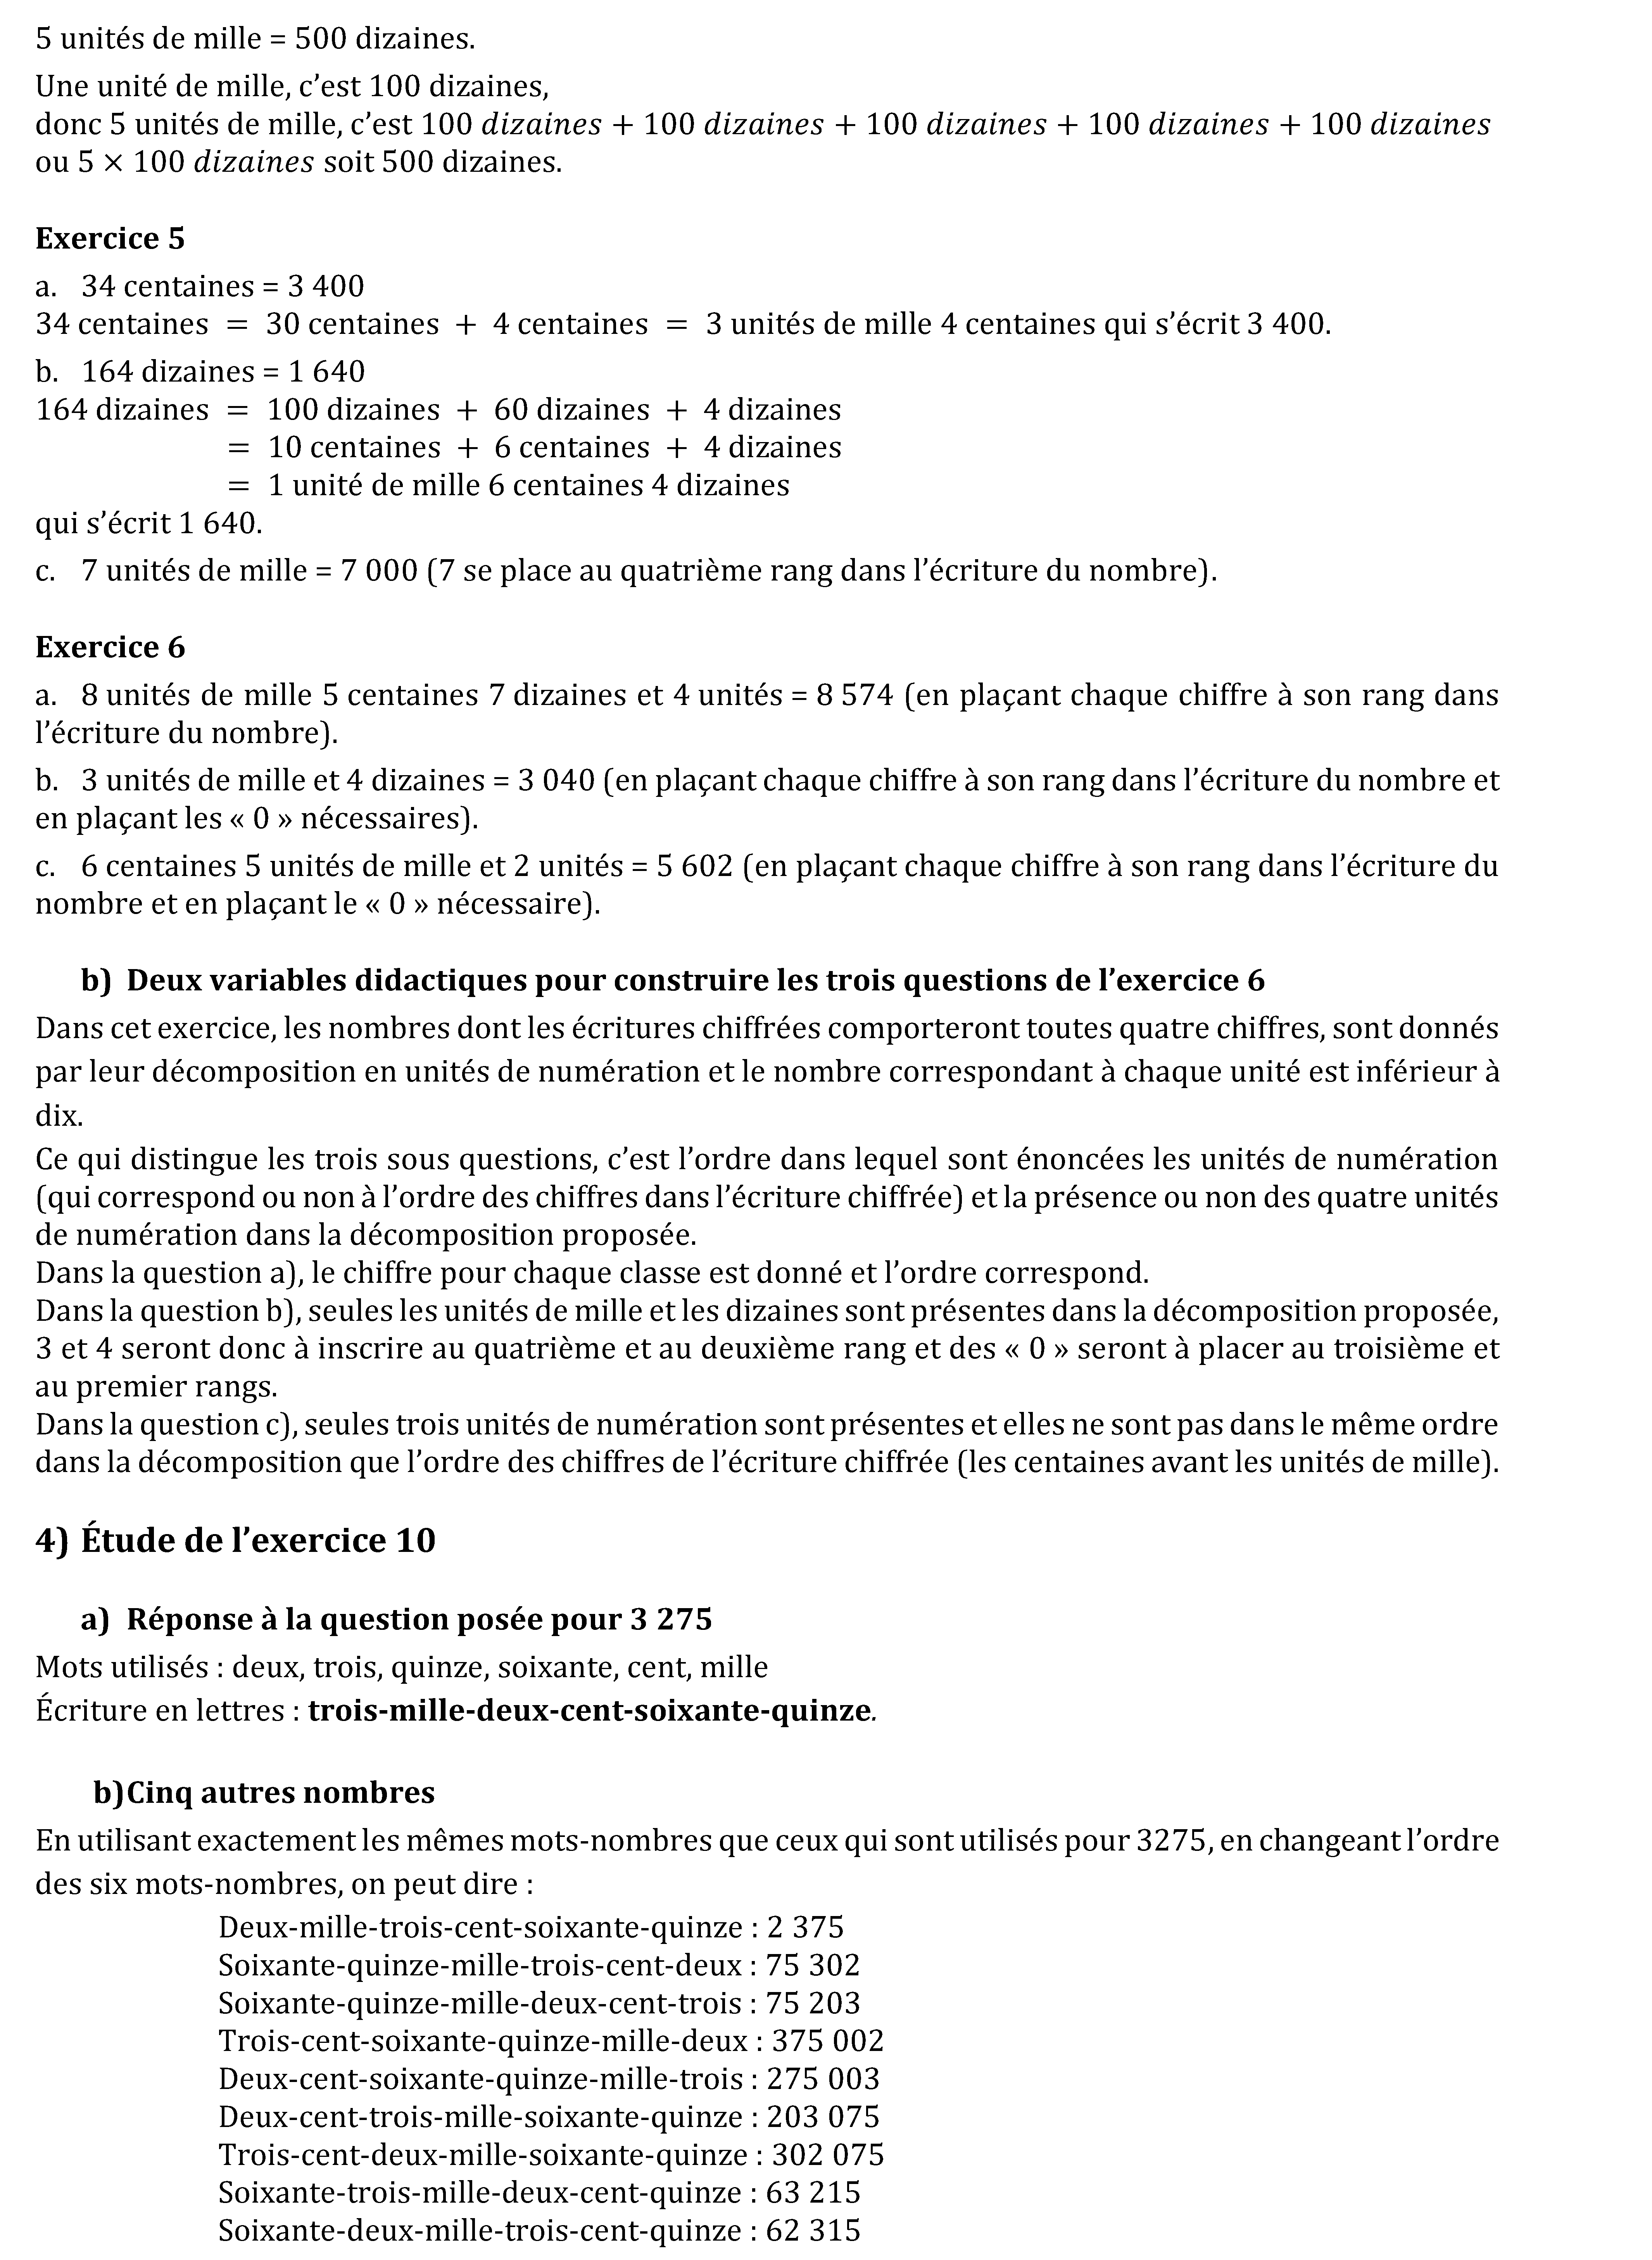 5 unités de mille = 500 dizaines.
Une unité de mille, c’est 100 dizaines,
donc 5 unités de mille, c’est 100 dizaines + 100 dizaines + 100 dizaines + 100 dizaines + 100 dizaines
ou 5 × 100 dizaines soit 500 dizaines.
Exercice 5
a. 34 centaines = 3 400
34 centaines = 30 centaines + 4 centaines = 3 unités de mille 4 centaines qui s’écrit 3 400.
b. 164 dizaines = 1 640
164 dizaines = 100 dizaines + 60 dizaines + 4 dizaines
= 10 centaines + 6 centaines + 4 dizaines
= 1 unité de mille 6 centaines 4 dizaines
qui s’écrit 1 640.
c. 7 unités de mille = 7 000 (7 se place au quatrième rang dans l’écriture du nombre).
Exercice 6
a. 8 unités de mille 5 centaines 7 dizaines et 4 unités = 8 574 (en plaçant chaque chiffre à son rang dans
l’écriture du nombre).
b. 3 unités de mille et 4 dizaines = 3 040 (en plaçant chaque chiffre à son rang dans l’écriture du nombre et
en plaçant les « 0 » nécessaires).
c. 6 centaines 5 unités de mille et 2 unités = 5 602 (en plaçant chaque chiffre à son rang dans l’écriture du
nombre et en plaçant le « 0 » nécessaire).
b) Deux variables didactiques pour construire les trois questions de l’exercice 6
Dans cet exercice, les nombres dont les écritures chiffrées comporteront toutes quatre chiffres, sont donnés
par leur décomposition en unités de numération et le nombre correspondant à chaque unité est inférieur à
dix.
Ce qui distingue les trois sous questions, c’est l’ordre dans lequel sont énoncées les unités de numération
(qui correspond ou non à l’ordre des chiffres dans l’écriture chiffrée) et la présence ou non des quatre unités
de numération dans la décomposition proposée.
Dans la question a), le chiffre pour chaque classe est donné et l’ordre correspond.
Dans la question b), seules les unités de mille et les dizaines sont présentes dans la décomposition proposée,
3 et 4 seront donc à inscrire au quatrième et au deuxième rang et des « 0 » seront à placer au troisième et
au premier rangs.
Dans la question c), seules trois unités de numération sont présentes et elles ne sont pas dans le même ordre
dans la décomposition que l’ordre des chiffres de l’écriture chiffrée (les centaines avant les unités de mille).
4) Étude de l’exercice 10
a) Réponse à la question posée pour 3 275
Mots utilisés : deux, trois, quinze, soixante, cent, mille
Écriture en lettres : trois-mille-deux-cent-soixante-quinze.
b)Cinq autres nombres
En utilisant exactement les mêmes mots-nombres que ceux qui sont utilisés pour 3275, en changeant l’ordre
des six mots-nombres, on peut dire :
Deux-mille-trois-cent-soixante-quinze : 2 375
Soixante-quinze-mille-trois-cent-deux : 75 302
Soixante-quinze-mille-deux-cent-trois : 75 203
Trois-cent-soixante-quinze-mille-deux : 375 002
Deux-cent-soixante-quinze-mille-trois : 275 003
Deux-cent-trois-mille-soixante-quinze : 203 075
Trois-cent-deux-mille-soixante-quinze : 302 075
Soixante-trois-mille-deux-cent-quinze : 63 215
Soixante-deux-mille-trois-cent-quinze : 62 315